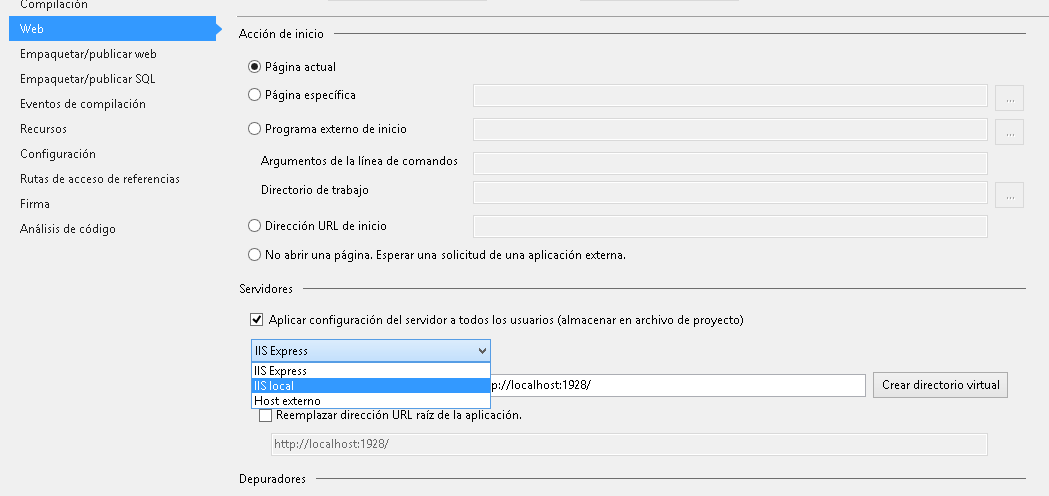 Compilación
Web
Empaquetar/publicar web
Empaquetar/publicar SQL
Eventos de compilación
Recursos
Configuración
Rutas de acceso de referencias
Firma
Análisis de código
Acción de inicio
Página actual
Página específica
...
Programa externo de inicio
...
Argumentos de la línea de comandos
Directorio de trabajo
...
Dirección URL de inicio
No abrir una página. Esperar una solicitud de una aplicación externa.
Servidores
Aplicar configuración del servidor a todos los usuarios (almacenar en archivo de proyecto)
IIS Express
IIS Express
IIS local
Host externo
p://localhost:1928/
Crear directorio virtual
Reemplazar dirección URL raíz de la aplicación.
http://localhost:1928/
Depuradores